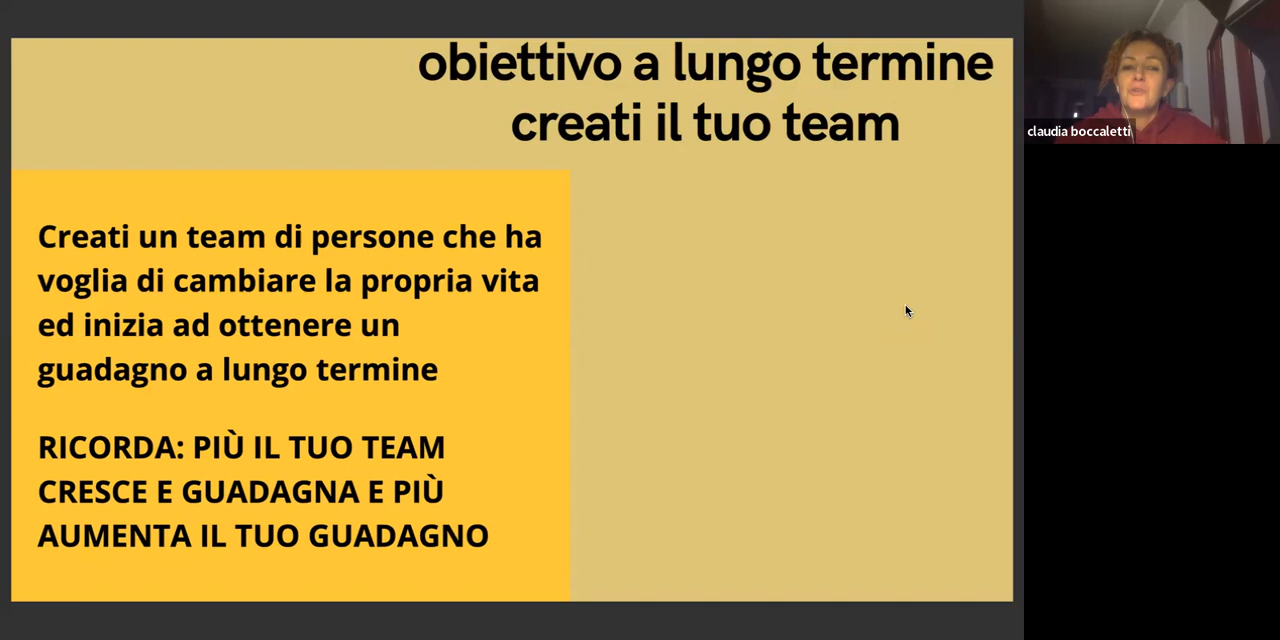 obiettivo a lungo termine
creati il tuo team
Creati un team di persone che ha
voglia di cambiare la propria vita
ed inizia ad ottenere un
guadagno a lungo termine
RICORDA: PIÙ IL TUO TEAM
CRESCE E GUADAGNA E PIÙ
AUMENTA IL TUO GUADAGNO
claudia boccaletti